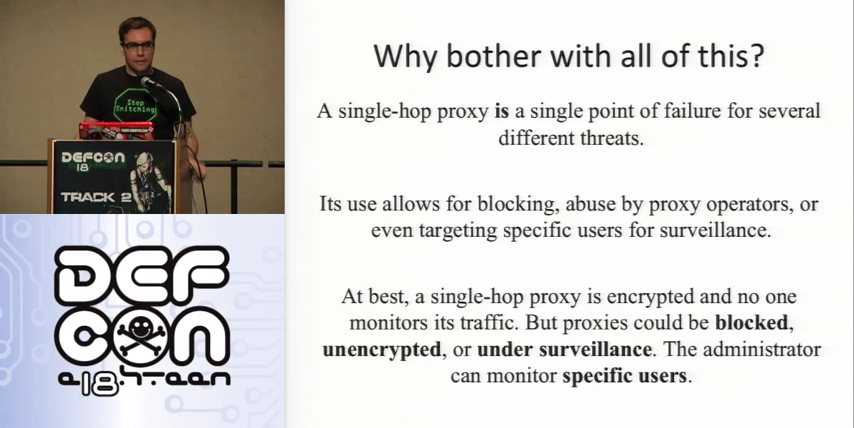 Stop
Snitching
DEFCON
18
TRACK 2
DEF
CON
e18h-teen
Why bother with all of this?
A single-hop proxy is a single point of failure for several
different threats.
Its use allows for blocking, abuse by proxy operators, or
even targeting specific users for surveillance.
At best, a single-hop proxy is encrypted and no one
monitors its traffic. But proxies could be blocked,
unencrypted, or under surveillance. The administrator
can monitor specific users.